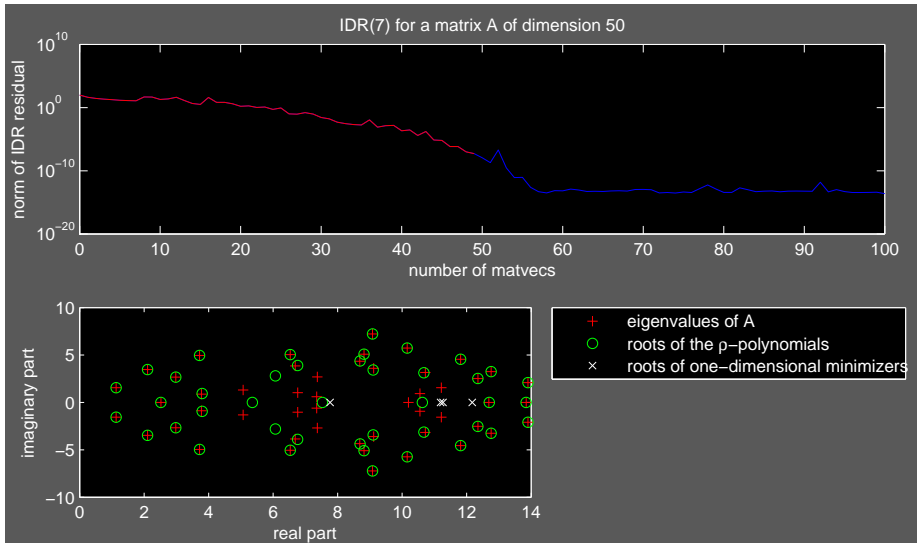 IDR(7) for a matrix A of dimension 50
norm of IDR residual
10^10
10^0
10^−10
10^−20
0 10 20 30 40 50 60 70 80 90 100
number of matvecs
imaginary part
10
5
0
−5
−10
0 2 4 6 8 10 12 14
real part
eigenvalues of A
roots of the ρ−polynomials
roots of one−dimensional minimizers